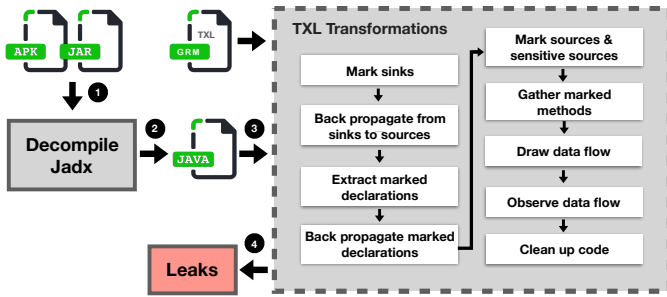 APK
JAR
TXL
GRM
1
Decompile
Jadx
2
JAVA
3
TXL Transformations
Mark sinks
Back propagate from
sinks to sources
Extract marked
declarations
Back propagate marked
declarations
Mark sources &
sensitive sources
Gather marked
methods
Draw data flow
Observe data flow
Clean up code
4
Leaks